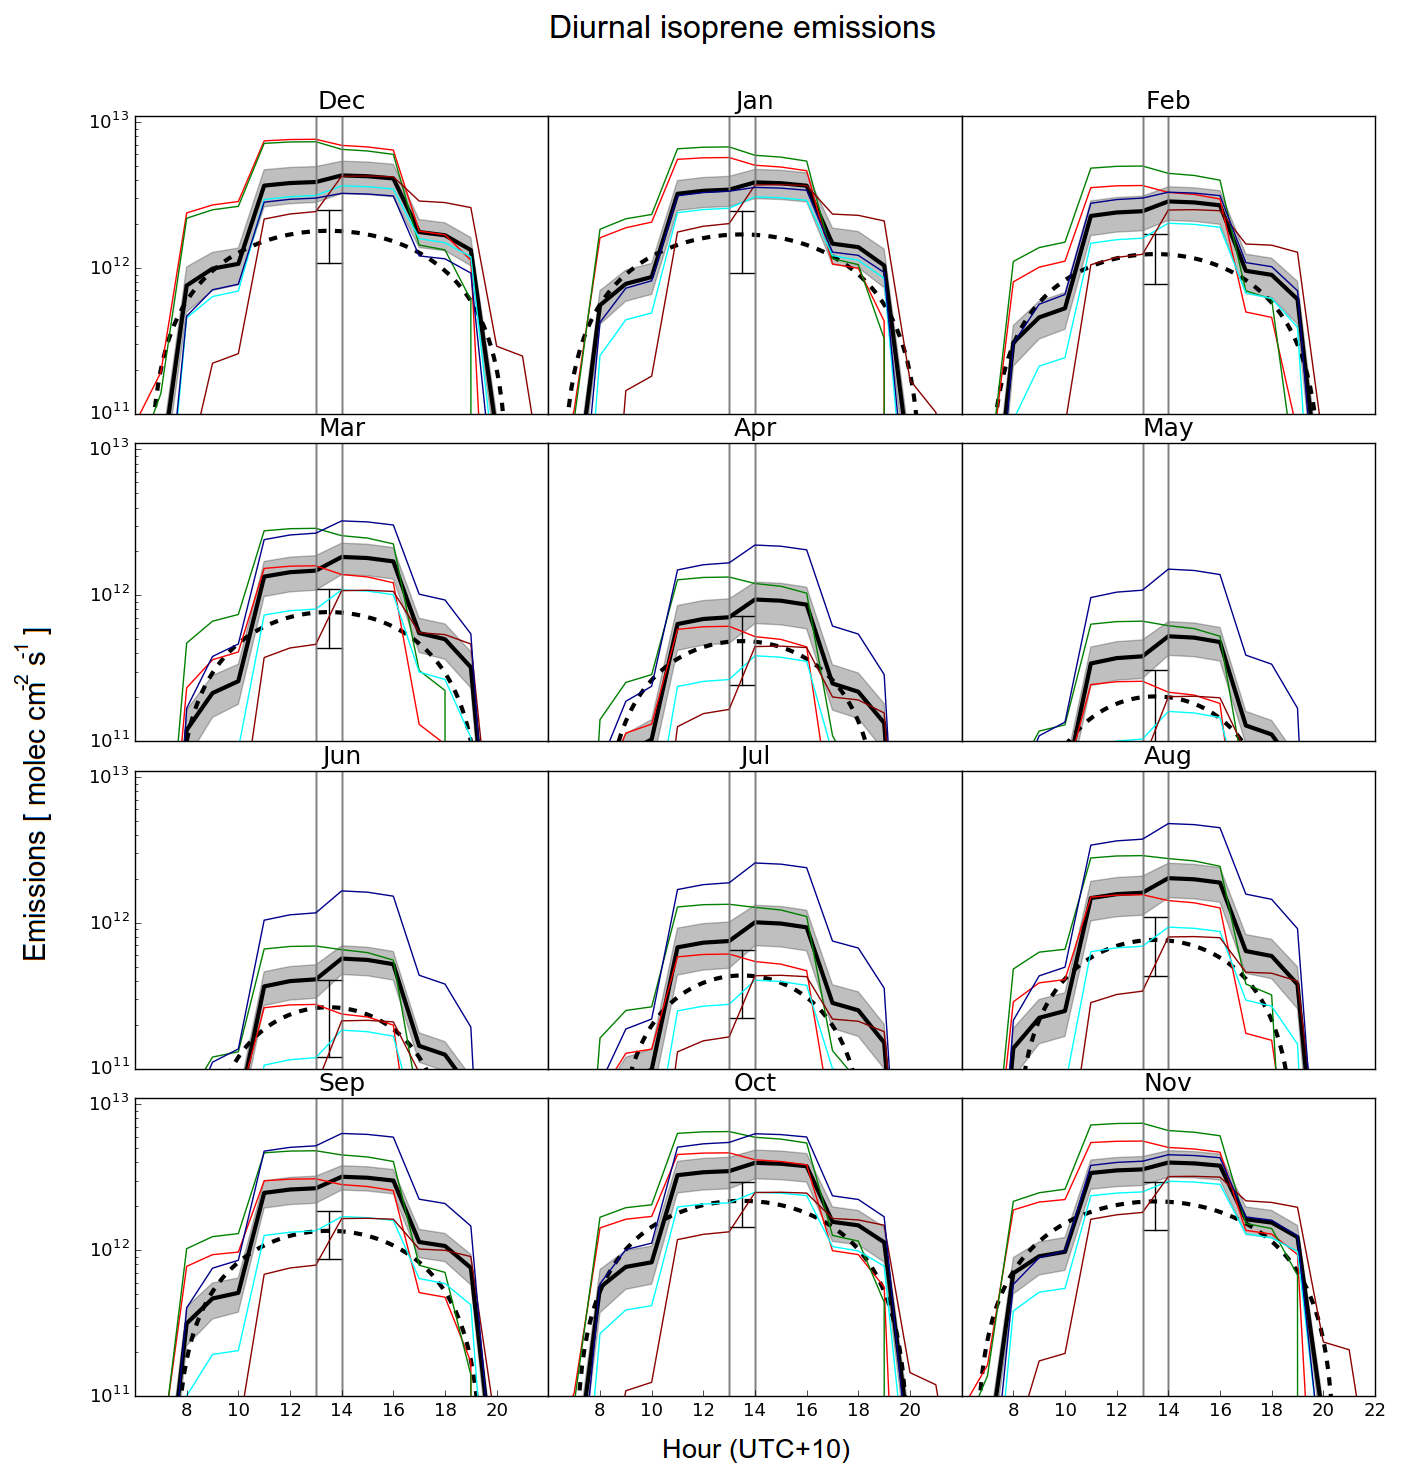 Diurnal isoprene emissions
Dec Jan Feb
10^13
10^12
10^11
Mar Apr May
10^13
10^12
10^11
Jun Jul Aug
10^13
10^12
10^11
Sep Oct Nov
10^13
10^12
10^11
8 10 12 14 16 18 20 8 10 12 14 16 18 20 8 10 12 14 16 18 20 22
Emissions [ molec cm^-2 s^-1 ]
Hour (UTC+10)